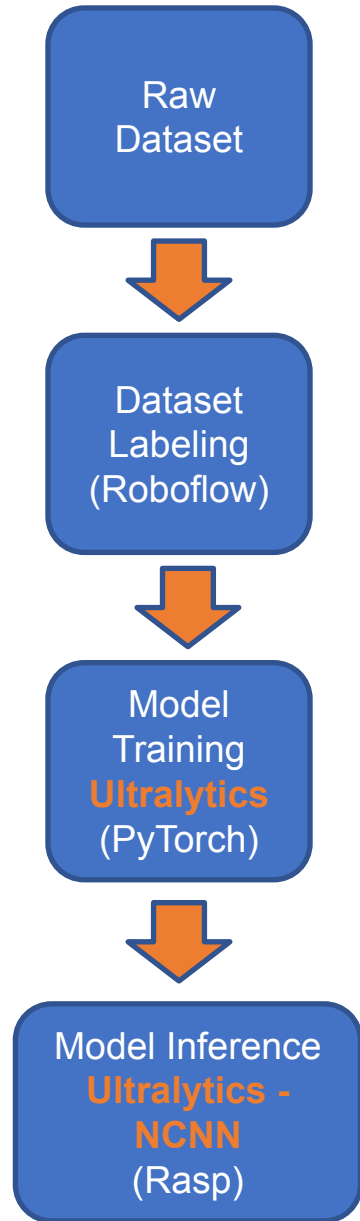 Raw
Dataset
Dataset
Labeling
(Roboflow)
Model
Training
Ultralytics
(PyTorch)
Model Inference
Ultralytics -
NCNN
(Rasp)